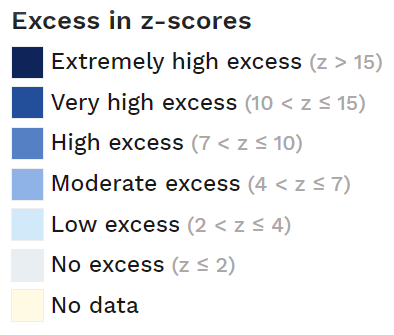 Excess in z-scores
Extremely high excess (z > 15)
Very high excess (10 < z ≤ 15)
High excess (7 < z ≤ 10)
Moderate excess (4 < z ≤ 7)
Low excess (2 < z ≤ 4)
No excess (z ≤ 2)
No data